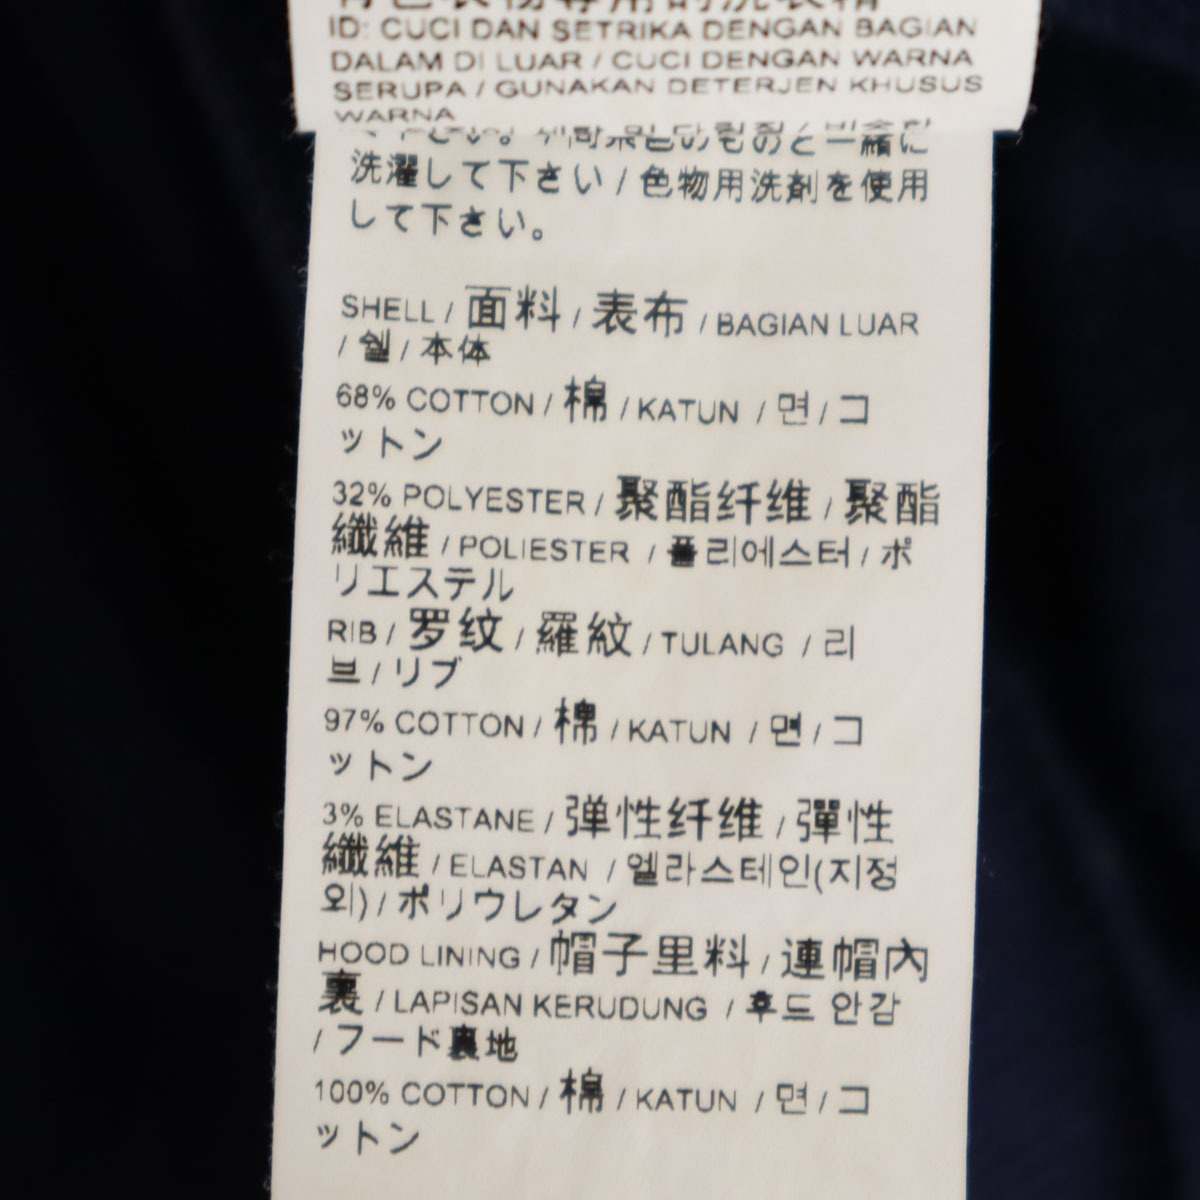 ID: CUCI DAN SETRIKA DENGAN BAGIAN
DALAM DI LUAR / CUCI DENGAN WARNA
SERUPA / GUNAKAN DETERJEN KHUSUS
WARNA
色のものと一緒に
洗濯して下さい / 色物用洗剤を使用
して下さい。
SHELL / 面料 / 表布 / BAGIAN LUAR
/ 쉘 / 本体
68% COTTON / 棉 / KATUN / 면 / コ
ットン
32% POLYESTER / 聚酯纤维 / 聚酯
纖維 / POLIESTER / 폴리에스터 / ポ
リエステル
RIB / 罗纹 / 羅紋 / TULANG / 리
브 / リブ
97% COTTON / 棉 / KATUN / 면 / コ
ットン
3% ELASTANE / 弹性纤维 / 彈性
纖維 / ELASTAN / 엘라스테인(지정
외) / ポリウレタン
HOOD LINING / 帽子里料 / 連帽內
裏 / LAPISAN KERUDUNG / 후드 안감
/ フード裏地
100% COTTON / 棉 / KATUN / 면 / コ
ットン